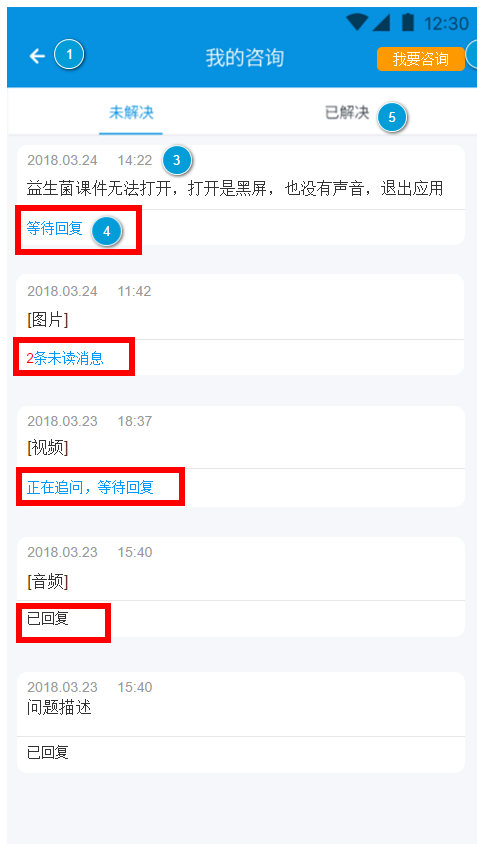 12:30
1
我的咨询
我要咨询
未解决
已解决
5
2018.03.24 14:22
3
益生菌课件无法打开，打开是黑屏，也没有声音，退出应用
等待回复
4
2018.03.24 11:42
[图片]
2条未读消息
2018.03.23 18:37
[视频]
正在追问，等待回复
2018.03.23 15:40
[音频]
已回复
2018.03.23 15:40
问题描述
已回复